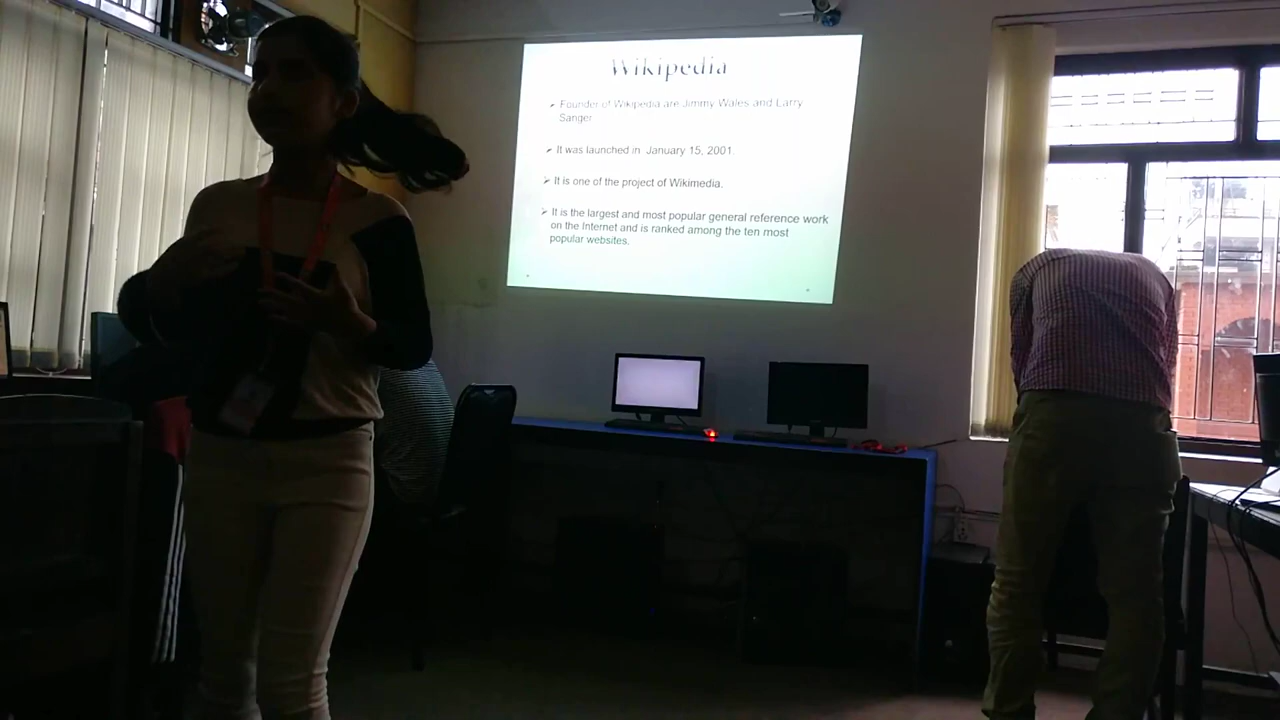 Wikipedia
Founder of Wikipedia are Jimmy Wales and Larry
Sanger
It was launched in January 15, 2001.
It is one of the project of Wikimedia.
It is the largest and most popular general reference work
on the Internet and is ranked among the ten most
popular websites.